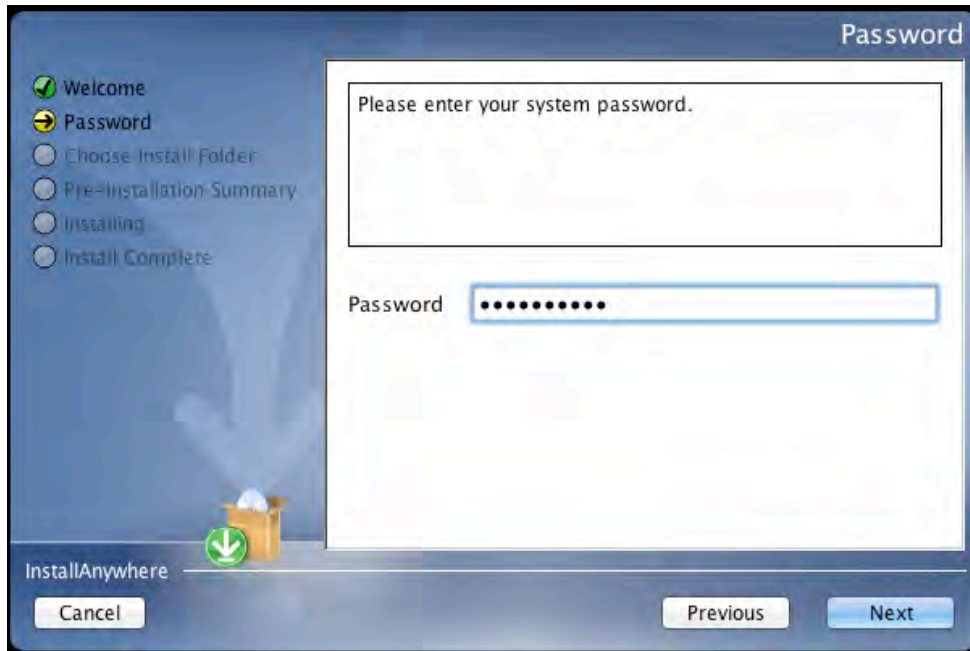 Password
Welcome
Password
Choose Install Folder
Pre-Installation Summary
Installing
Install Complete
Please enter your system password.
Password ••••••••••
InstallAnywhere
Cancel
Previous
Next